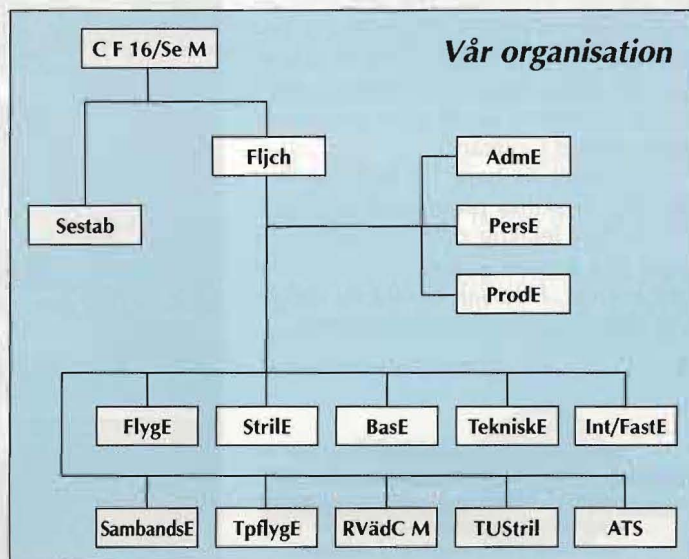 C F 16/Se M
Vår organisation
Fljch
AdmE
Sestab
PersE
ProdE
FlygE
StrilE
BasE
TekniskE
Int/FastE
SambandsE
TpflygE
RVädC M
TUStril
ATS